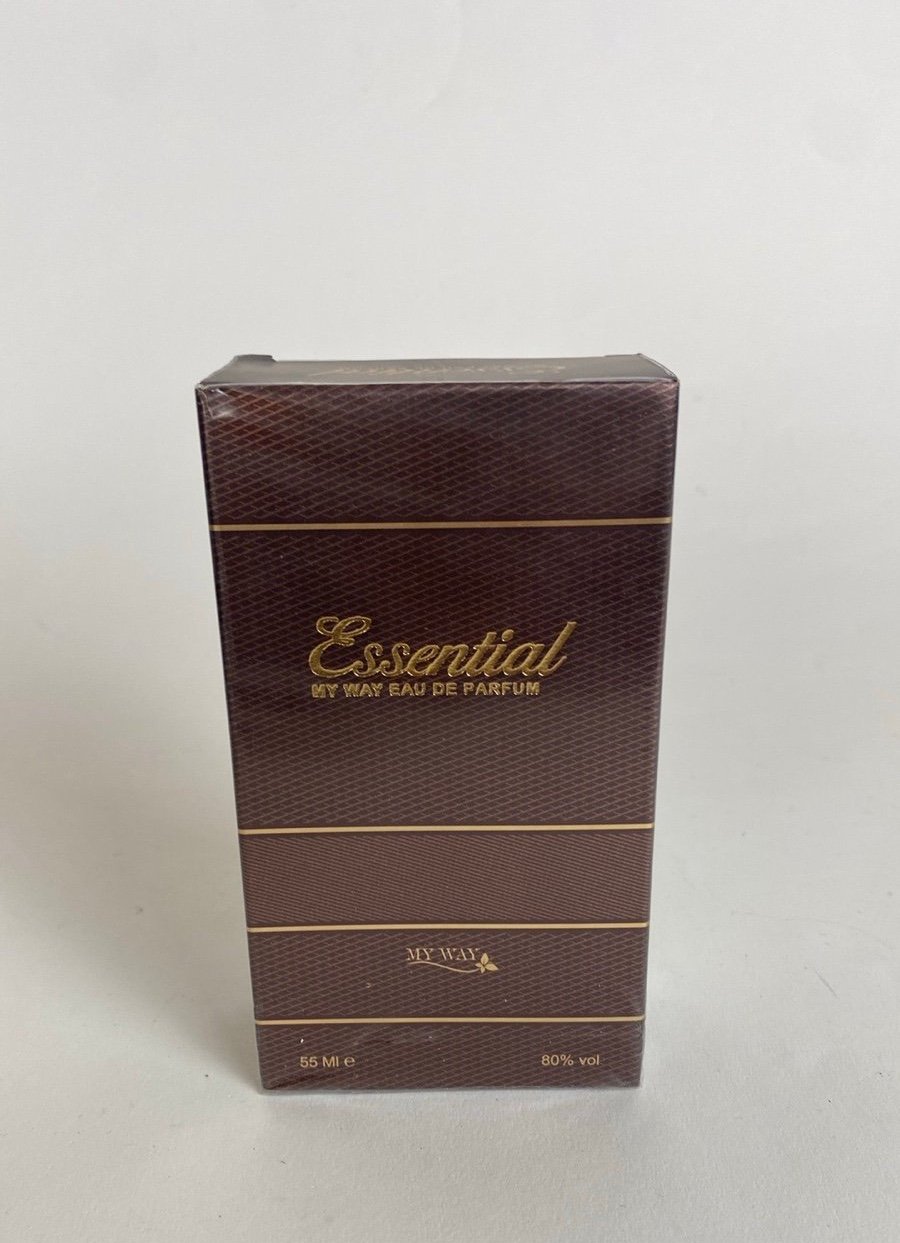 Essential
MY WAY EAU DE PARFUM
MY WAY
55 Ml ℮
80% vol